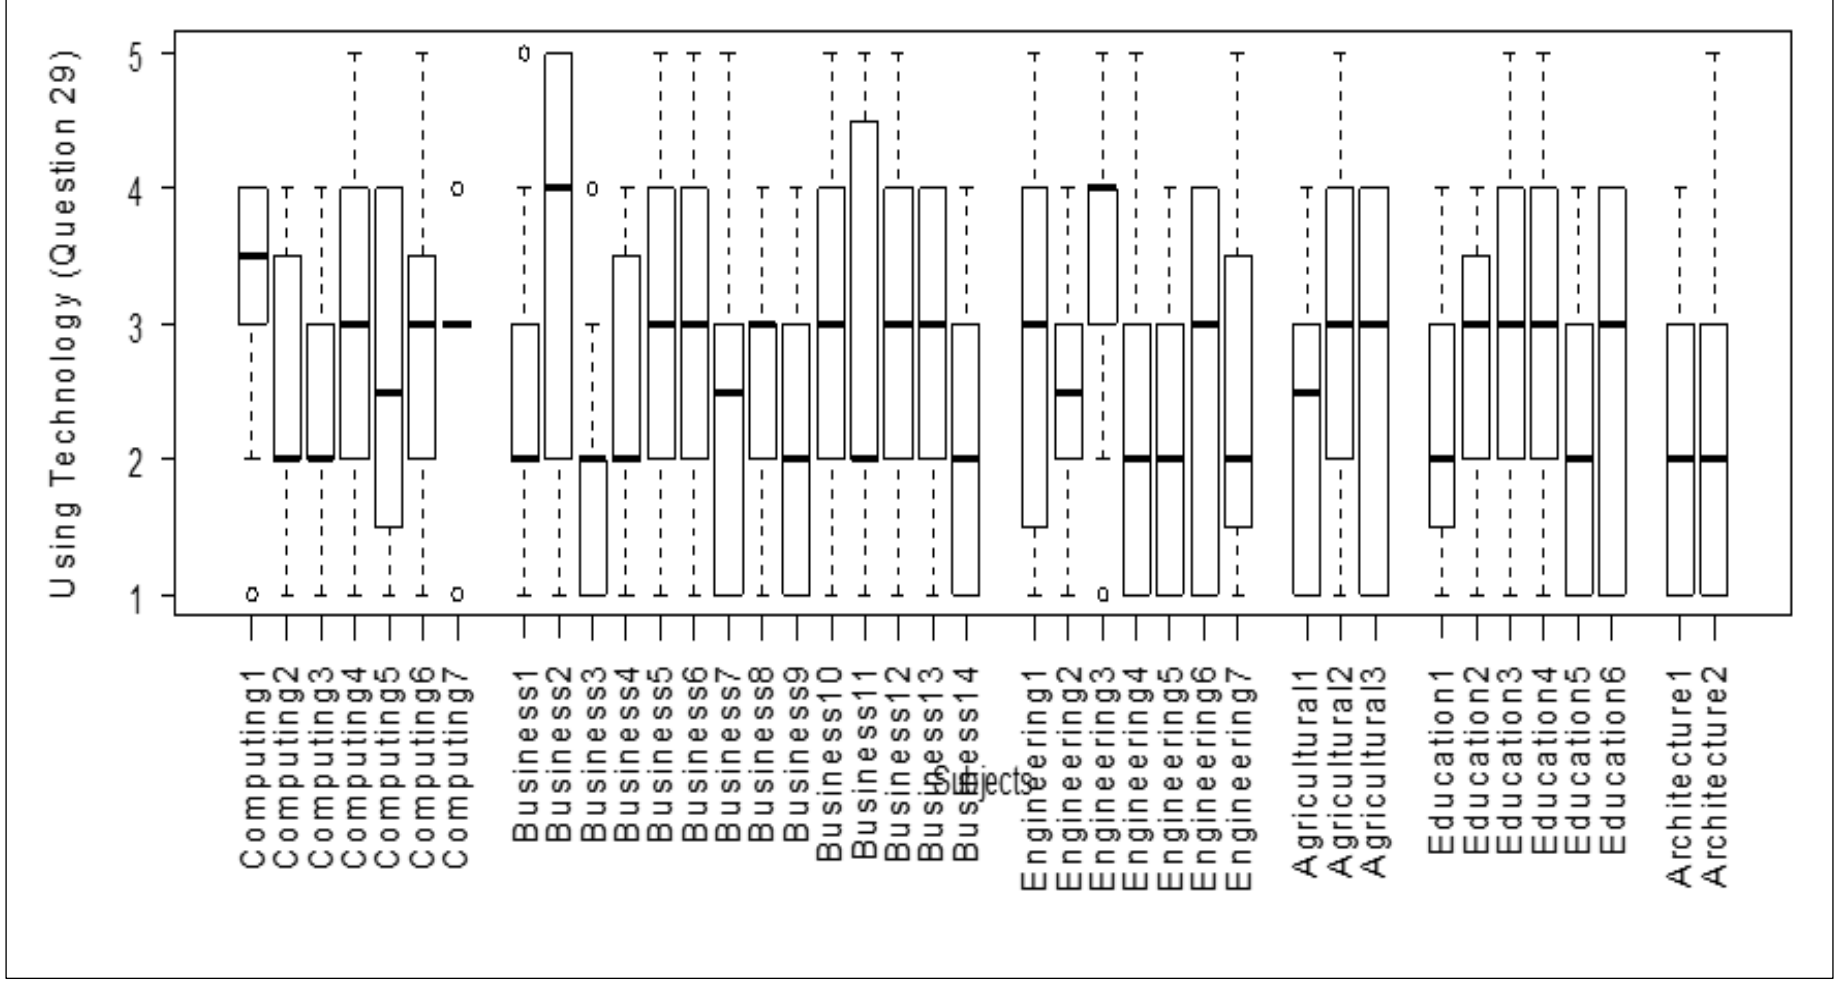 Using Technology (Question 29)
5
4
3
2
1
Computing1
Computing2
Computing3
Computing4
Computing5
Computing6
Computing7
Business1
Business2
Business3
Business4
Business5
Business6
Business7
Business8
Business9
Business10
Business11
Business12
Business13
Business14
Engineering1
Engineering2
Engineering3
Engineering4
Engineering5
Engineering6
Engineering7
Agricultural1
Agricultural2
Agricultural3
Education1
Education2
Education3
Education4
Education5
Education6
Architecture1
Architecture2
Subjects